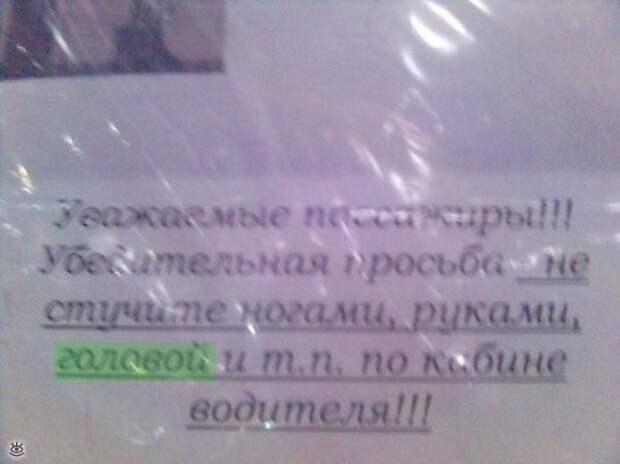 Уважаемые пассажиры!!!
Убедительная просьба – не
стучите ногами, руками,
головой и т.п. по кабине
водителя!!!